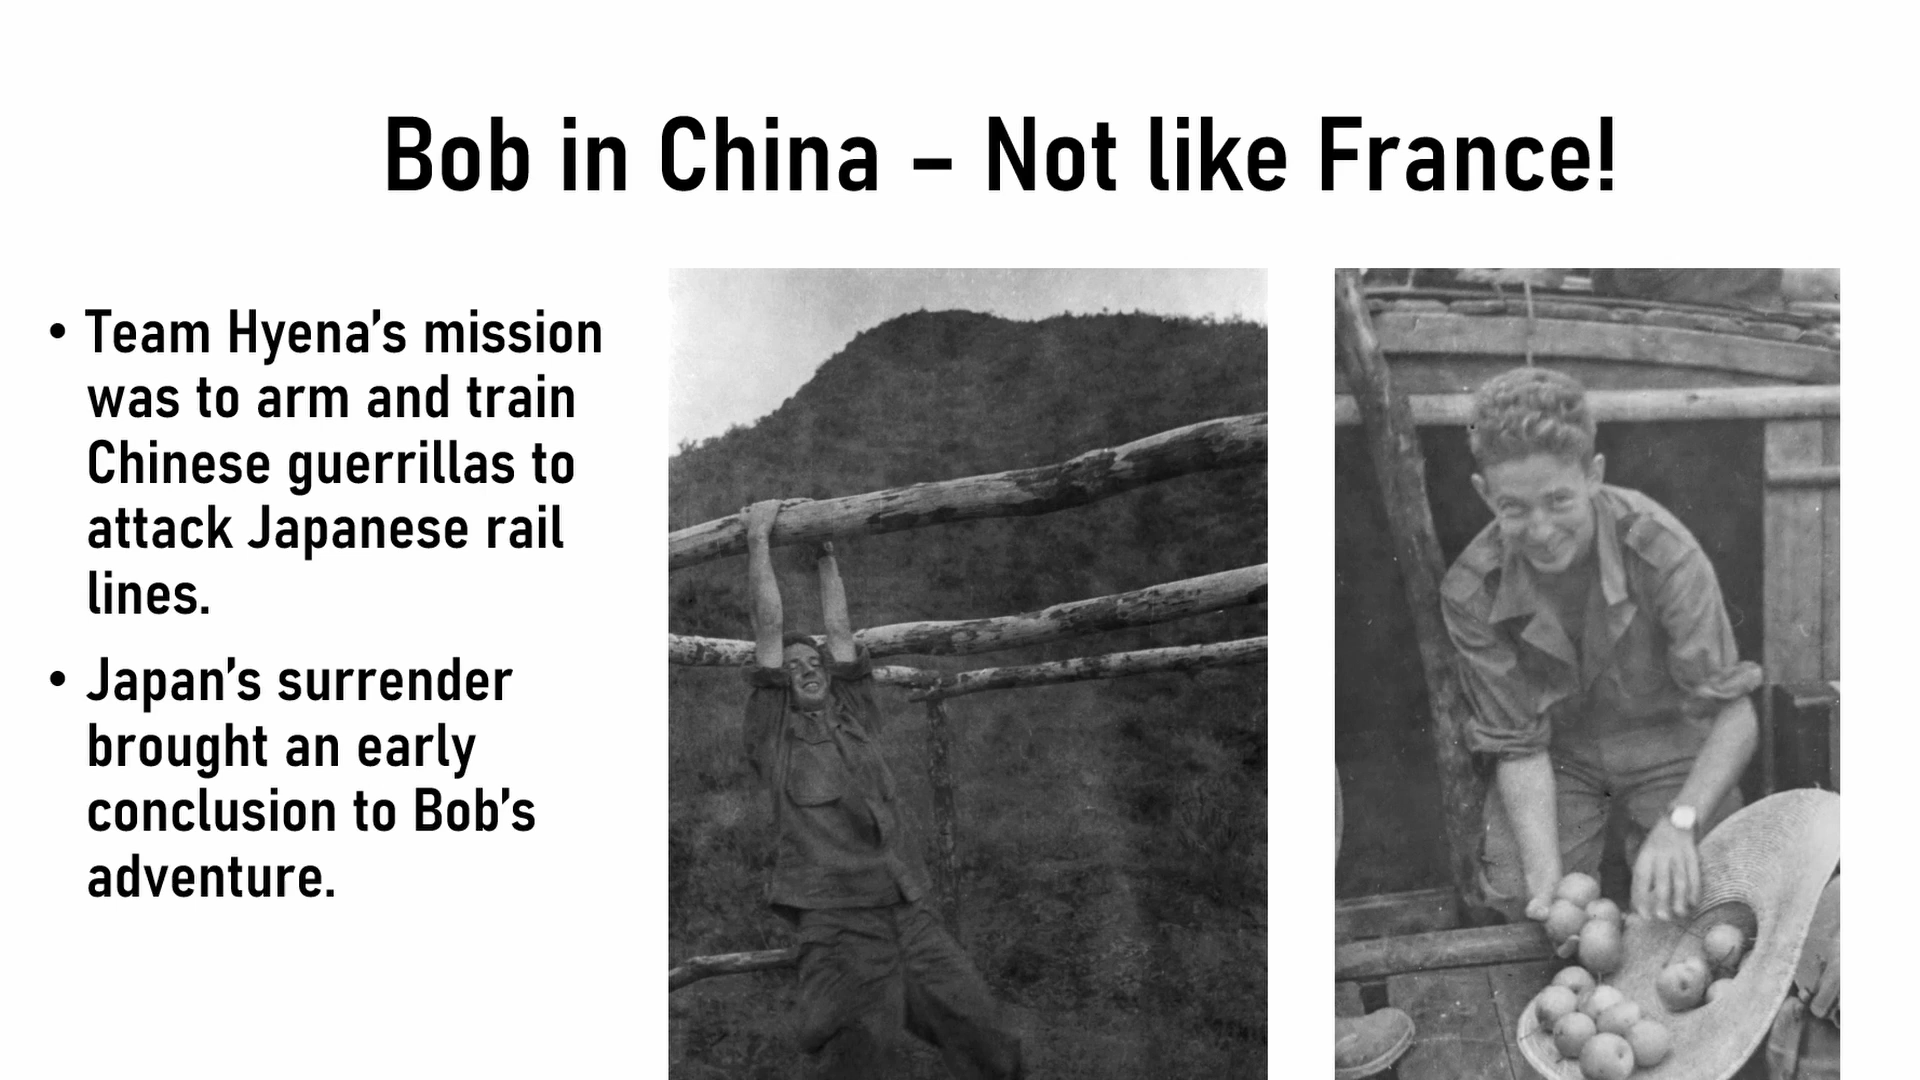 Bob in China – Not like France!
• Team Hyena’s mission
was to arm and train
Chinese guerrillas to
attack Japanese rail
lines.
• Japan’s surrender
brought an early
conclusion to Bob’s
adventure.